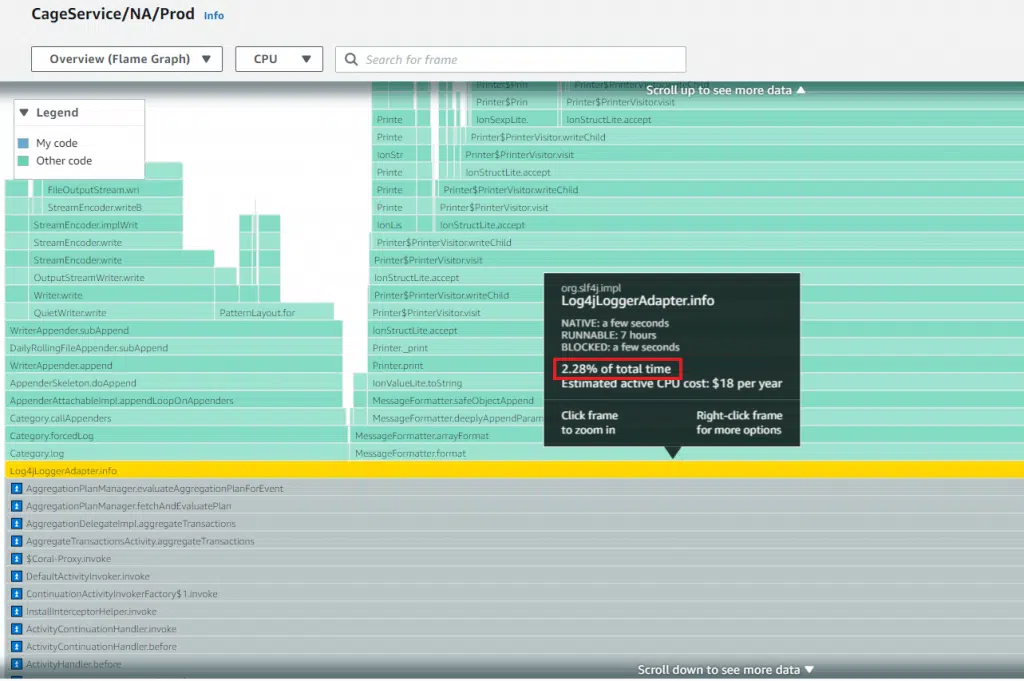 CageService/NA/Prod Info
Overview (Flame Graph) ▼ CPU ▼ Search for frame
Scroll up to see more data ▲
▼ Legend
My code
Other code
Printer$Prin
Printer$Prin Printer$PrinterVisitor.visit
Printe IonSexpLite. IonStructLite.accept
Printe Printer$PrinterVisitor.writeChild
IonStr Printer$PrinterVisitor.visit
Printe IonStructLite.accept
FileOutputStream.wri Printe Printer$PrinterVisitor.writeChild
StreamEncoder.writeB Printe Printer$PrinterVisitor.visit
StreamEncoder.implWrit IonLis IonStructLite.accept
StreamEncoder.write Printer$PrinterVisitor.writeChild
StreamEncoder.write Printer$PrinterVisitor.visit
OutputStreamWriter.write IonStructLite.accept
Writer.write Printer$PrinterVisitor.writeChild
QuietWriter.write PatternLayout.for Printer$PrinterVisitor.visit
WriterAppender.subAppend IonStructLite.accept
DailyRollingFileAppender.subAppend Printer._print
WriterAppender.append Printer.print
AppenderSkeleton.doAppend IonValueLite.toString
AppenderAttachableImpl.appendLoopOnAppenders MessageFormatter.safeObjectAppend
Category.callAppenders MessageFormatter.deeplyAppendParam
Category.forcedLog MessageFormatter.arrayFormat
Category.log MessageFormatter.format
org.slf4j.impl
Log4jLoggerAdapter.info
NATIVE: a few seconds
RUNNABLE: 7 hours
BLOCKED: a few seconds
2.28% of total time
Estimated active CPU cost: $18 per year
Click frame to zoom in
Right-click frame for more options
Log4jLoggerAdapter.info
AggregationPlanManager.evaluateAggregationPlanForEvent
AggregationPlanManager.fetchAndEvaluatePlan
AggregationDelegateImpl.aggregateTransactions
AggregateTransactionsActivity.aggregateTransactions
$Coral-Proxy.invoke
DefaultActivityInvoker.invoke
ContinuationActivityInvokerFactory$1.invoke
InstallInterceptorHelper.invoke
ActivityContinuationHandler.invoke
ActivityContinuationHandler.before
ActivityHandler.before
Scroll down to see more data ▼